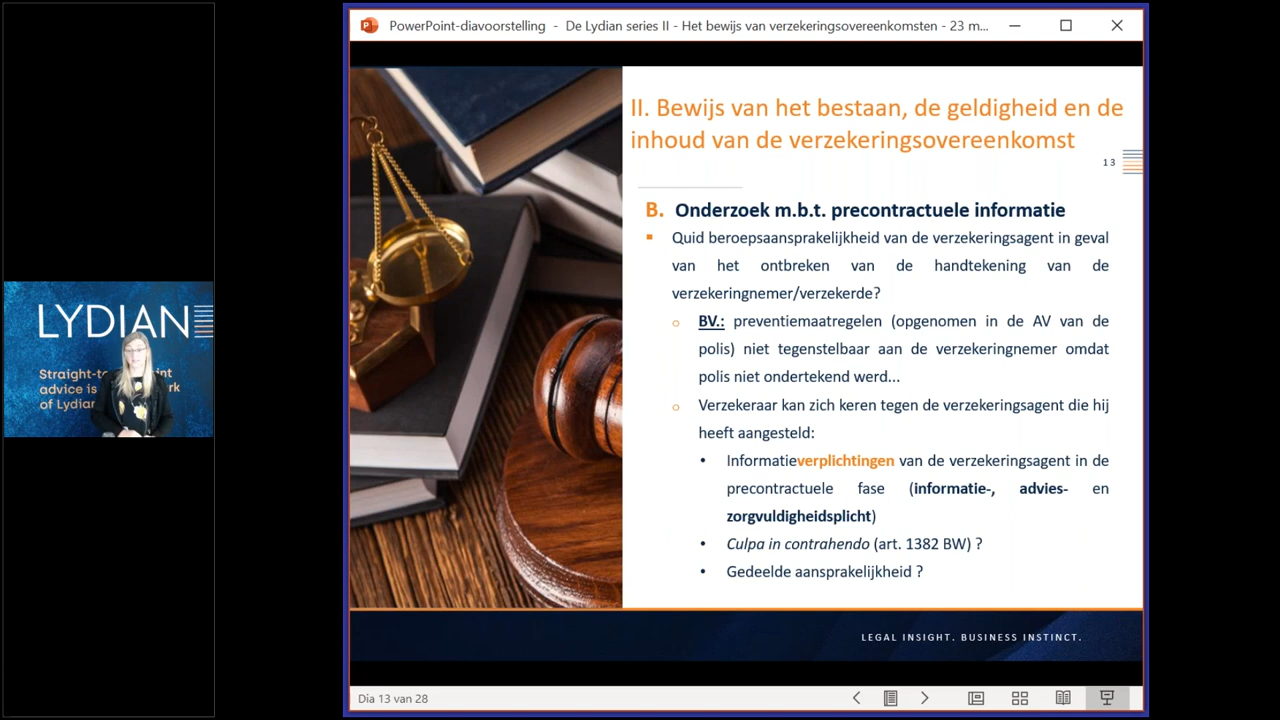 PowerPoint-diavoorstelling - De Lydian series II - Het bewijs van verzekeringsovereenkomsten - 23 m...
II. Bewijs van het bestaan, de geldigheid en de
inhoud van de verzekeringsovereenkomst
13
B. Onderzoek m.b.t. precontractuele informatie
▪ Quid beroepsaansprakelijkheid van de verzekeringsagent in geval
van het ontbreken van de handtekening van de
verzekeringnemer/verzekerde?
o BV.: preventiemaatregelen (opgenomen in de AV van de
polis) niet tegenstelbaar aan de verzekeringnemer omdat
polis niet ondertekend werd...
o Verzekeraar kan zich keren tegen de verzekeringsagent die hij
heeft aangesteld:
• Informatieverplichtingen van de verzekeringsagent in de
precontractuele fase (informatie-, advies- en
zorgvuldigheidsplicht)
• Culpa in contrahendo (art. 1382 BW) ?
• Gedeelde aansprakelijkheid ?
LEGAL INSIGHT. BUSINESS INSTINCT.
Dia 13 van 28
LYDIAN
advice is
of Lydian